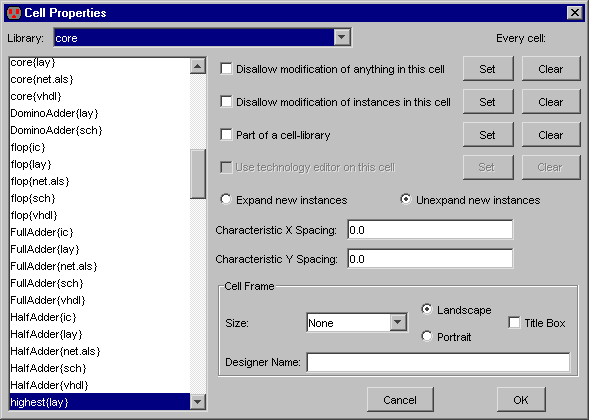 Cell Properties
Library: core Every cell:
core{lay}
core{net.als}
core{vhdl}
DominoAdder{lay}
DominoAdder{sch}
flop{ic}
flop{lay}
flop{net.als}
flop{sch}
flop{vhdl}
FullAdder{ic}
FullAdder{lay}
FullAdder{net.als}
FullAdder{sch}
FullAdder{vhdl}
HalfAdder{ic}
HalfAdder{lay}
HalfAdder{net.als}
HalfAdder{sch}
HalfAdder{vhdl}
highest{lay}
Disallow modification of anything in this cell Set Clear
Disallow modification of instances in this cell Set Clear
Part of a cell-library Set Clear
Use technology editor on this cell Set Clear
Expand new instances Unexpand new instances
Characteristic X Spacing: 0.0
Characteristic Y Spacing: 0.0
Cell Frame
Size: None Landscape Title Box
Portrait
Designer Name:
Cancel OK